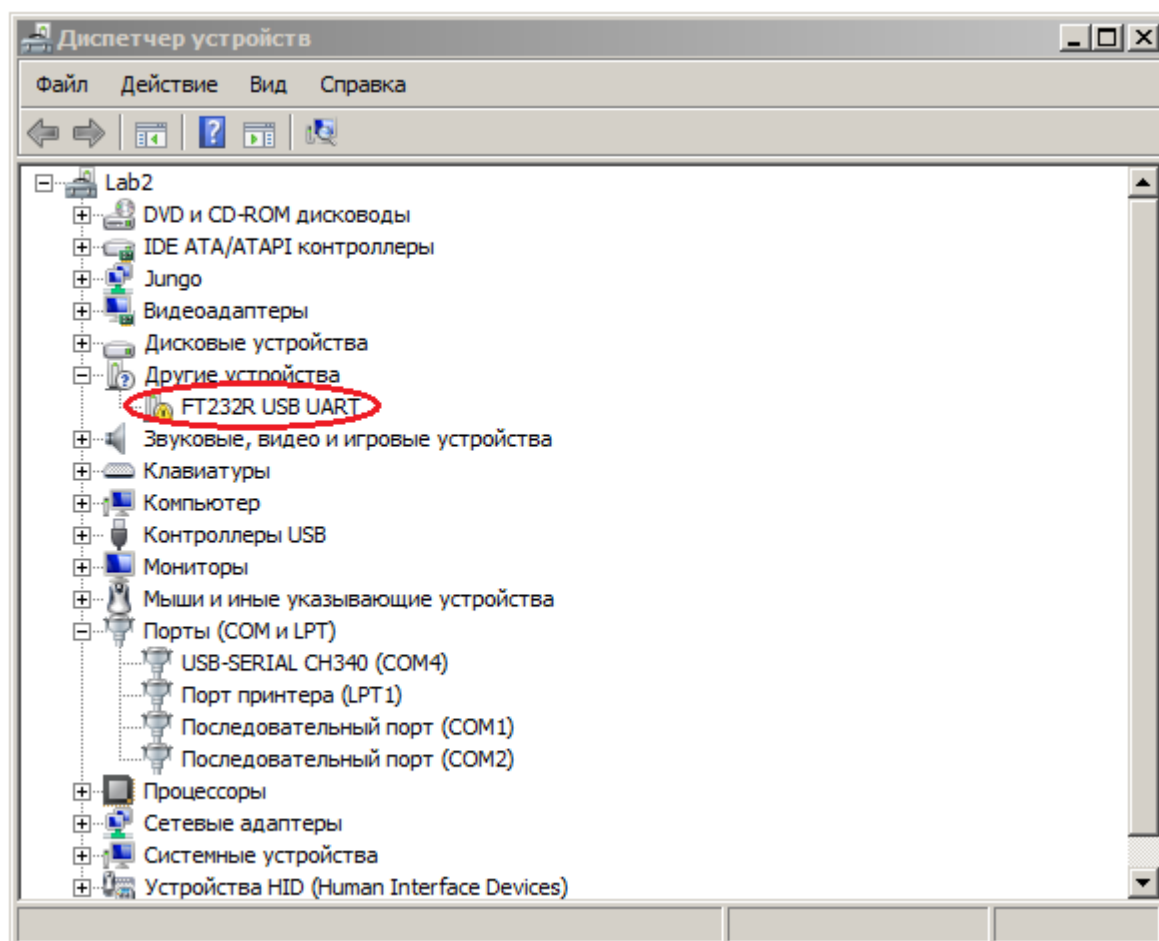 Диспетчер устройств
Файл Действие Вид Справка
Lab2
DVD и CD-ROM дисководы
IDE ATA/ATAPI контроллеры
Jungo
Видеоадаптеры
Дисковые устройства
Другие устройства
FT232R USB UART
Звуковые, видео и игровые устройства
Клавиатуры
Компьютер
Контроллеры USB
Мониторы
Мыши и иные указывающие устройства
Порты (COM и LPT)
USB-SERIAL CH340 (COM4)
Порт принтера (LPT1)
Последовательный порт (COM1)
Последовательный порт (COM2)
Процессоры
Сетевые адаптеры
Системные устройства
Устройства HID (Human Interface Devices)